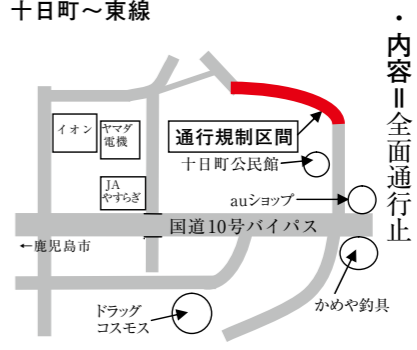 十日町～東線
・内容＝全面通行止
イオン
ヤマダ
電機
通行規制区間
十日町公民館
JA
やすらぎ
auショップ
国道10号バイパス
←鹿児島市
ドラッグ
コスモス
かめや釣具